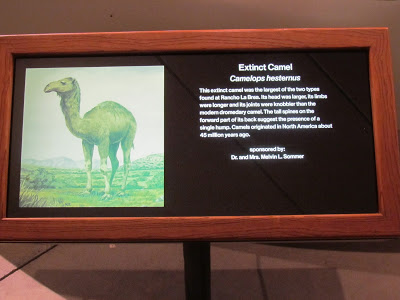 Extinct Camel
Camelops hesternus
This extinct camel was the largest of the two types
found at Rancho La Brea. Its head was larger, its limbs
were longer and its joints were knobbier than the
modern dromedary camel. The tall spines on the
forward part of its back suggest the presence of a
single hump. Camels originated in North America about
45 million years ago.
sponsored by:
Dr. and Mrs. Melvin L. Sommer